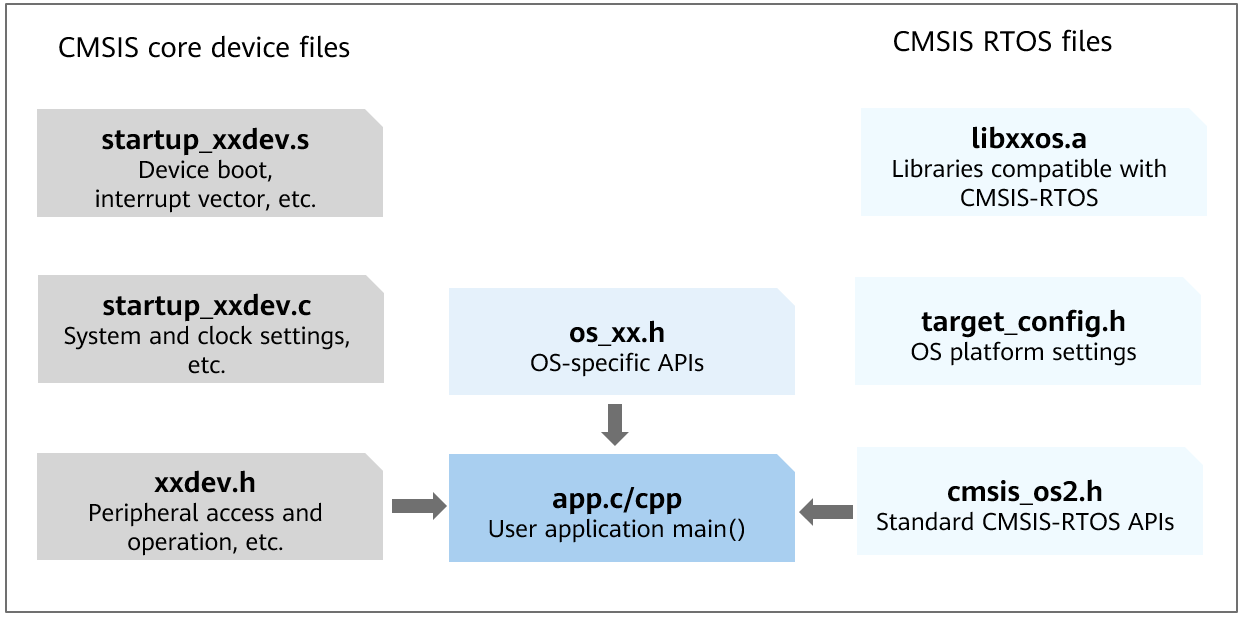 CMSIS core device files
CMSIS RTOS files
startup_xxdev.s
Device boot,
interrupt vector, etc.
libxxos.a
Libraries compatible with
CMSIS-RTOS
startup_xxdev.c
System and clock settings,
etc.
os_xx.h
OS-specific APIs
target_config.h
OS platform settings
xxdev.h
Peripheral access and
operation, etc.
app.c/cpp
User application main()
cmsis_os2.h
Standard CMSIS-RTOS APIs